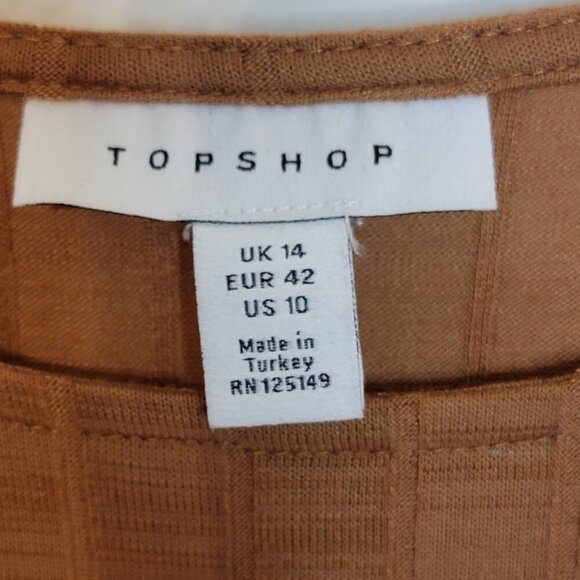 TOPSHOP
UK 14
EUR 42
US 10
Made in
Turkey
RN125149